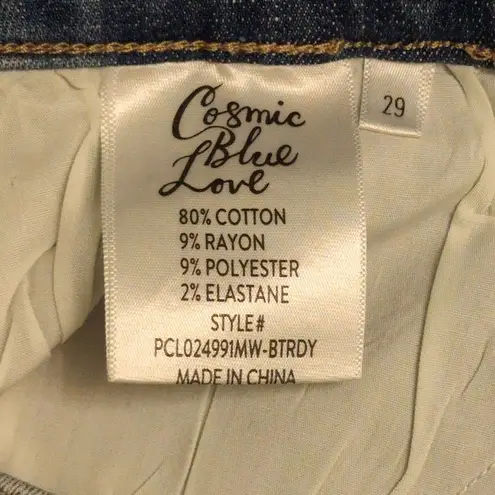 Cosmic
Blue
Love
80% COTTON
9% RAYON
9% POLYESTER
2% ELASTANE
STYLE#
PCL024991MW-BTRDY
MADE IN CHINA
29